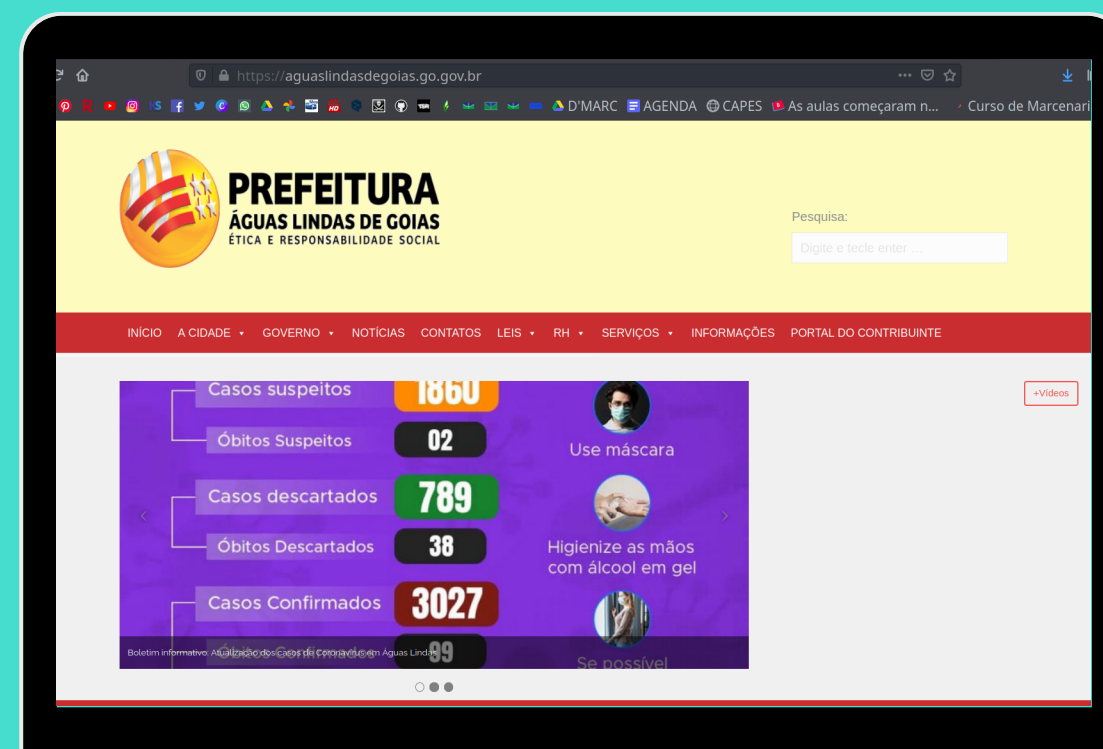 https://aguaslindasdegoias.go.gov.br
D'MARC AGENDA CAPES As aulas começaram n... Curso de Marcenari
PREFEITURA
ÁGUAS LINDAS DE GOIAS
ÉTICA E RESPONSABILIDADE SOCIAL
Pesquisa:
Digite e tecle enter ...
INÍCIO A CIDADE GOVERNO NOTÍCIAS CONTATOS LEIS RH SERVIÇOS INFORMAÇÕES PORTAL DO CONTRIBUINTE
+Vídeos
Casos suspeitos 1860
Óbitos Suspeitos 02
Casos descartados 789
Óbitos Descartados 38
Casos Confirmados 3027
Óbitos Confirmados 99
Use máscara
Higienize as mãos
com álcool em gel
Se possível
Boletim informativo: Atualização dos casos de Coronavírus em Águas Lindas